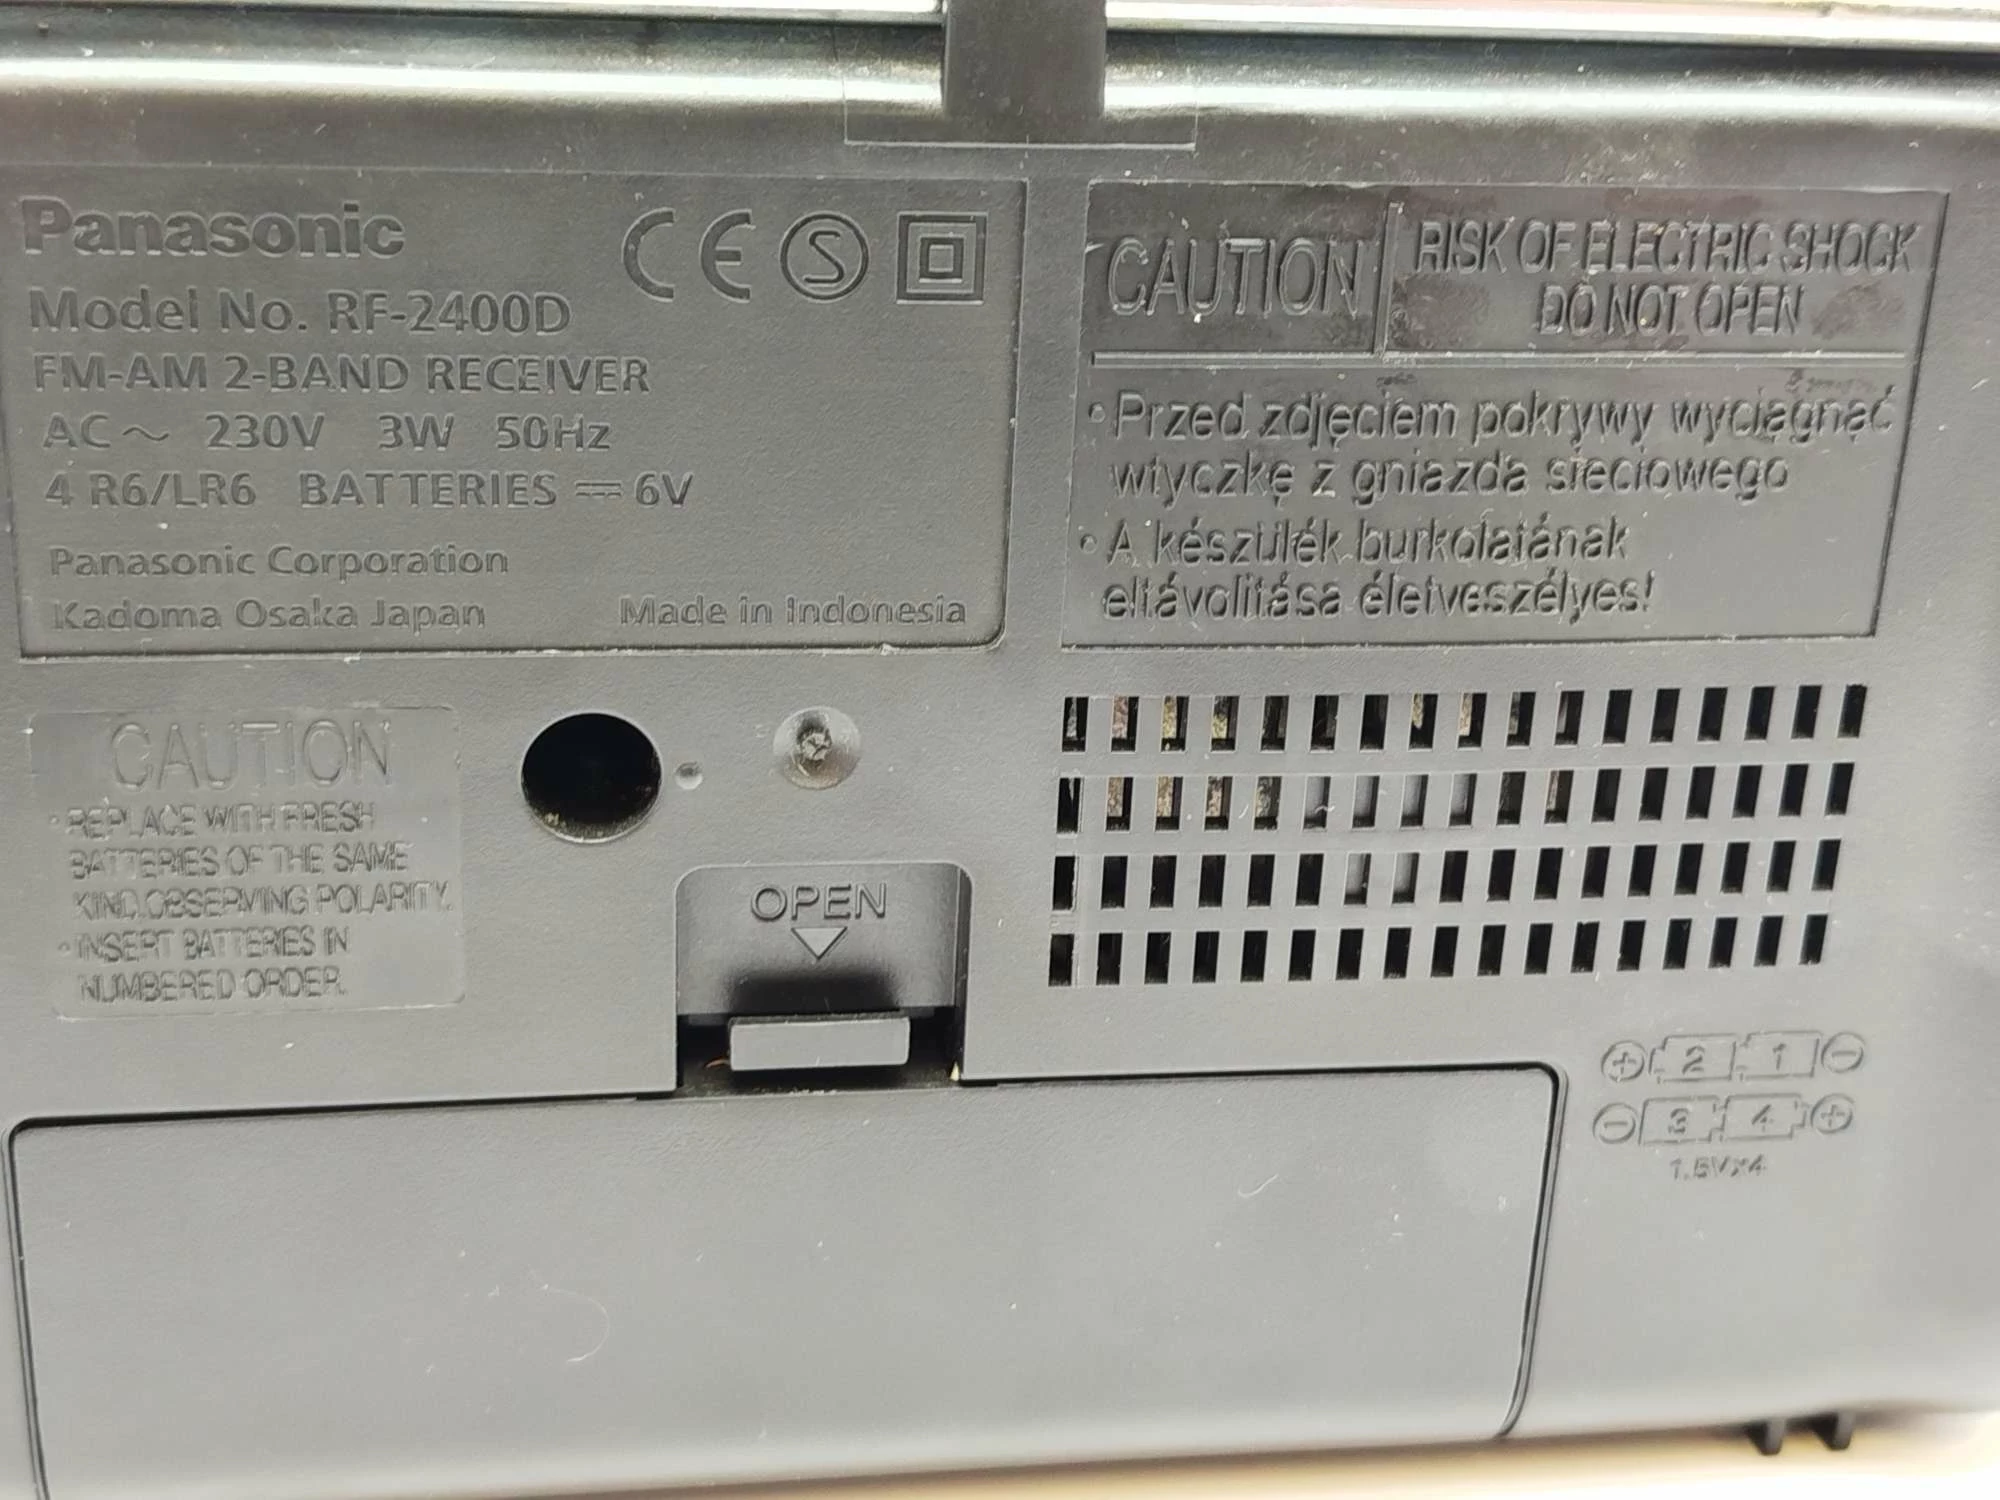 Panasonic
CE S
Model No. RF-2400D
FM-AM 2-BAND RECEIVER
AC ~ 230V 3W 50Hz
4 R6/LR6 BATTERIES ⎓ 6V
Panasonic Corporation
Kadoma Osaka Japan Made in Indonesia
CAUTION
RISK OF ELECTRIC SHOCK
DO NOT OPEN
• Przed zdjęciem pokrywy wyciągnąć
wtyczkę z gniazda sieciowego
• A készülék burkolatának
eltávolitása életveszélyes!
CAUTION
• REPLACE WITH FRESH
BATTERIES OF THE SAME
KIND.OBSERVING POLARITY.
• INSERT BATTERIES IN
NUMBERED ORDER.
OPEN
+ 2 1 -
- 3 4 +
1.5V×4